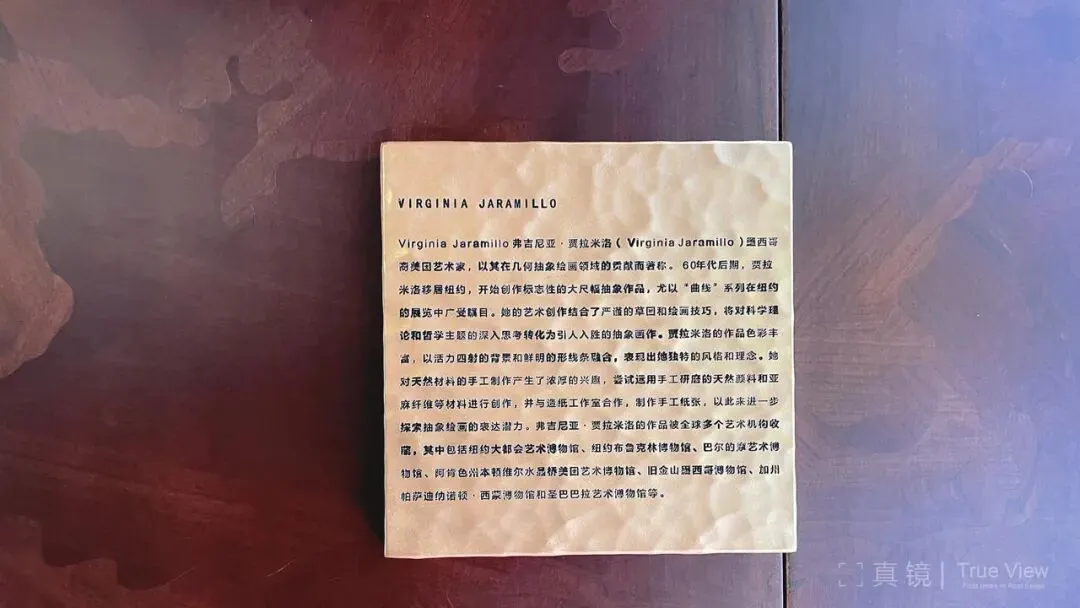 VIRGINIA JARAMILLO
Virginia Jaramillo 弗吉尼亚·贾拉米洛（Virginia Jaramillo）墨西哥
裔美国艺术家，以其在几何抽象绘画领域的贡献而著称。60年代后期，贾拉
米洛移居纽约，开始创作标志性的大尺幅抽象作品，尤以“曲线”系列在纽约
的展览中广受瞩目。她的艺术创作结合了严谨的草图和绘画技巧，将对科学理
论和哲学主题的深入思考转化为引人入胜的抽象画作。贾拉米洛的作品色彩丰
富，以活力四射的背景和鲜明的形线条融合，表现出她独特的风格和理念。她
对天然材料的手工制作产生了浓厚的兴趣，尝试运用手工研磨的天然颜料和亚
麻纤维等材料进行创作，并与造纸工作室合作，制作手工纸张，以此来进一步
探索抽象绘画的表达潜力。弗吉尼亚·贾拉米洛的作品被全球多个艺术机构收
藏，其中包括纽约大都会艺术博物馆、纽约布鲁克林博物馆、巴尔的摩艺术博
物馆、阿肯色州本顿维尔水晶桥美国艺术博物馆、旧金山墨西哥博物馆、加州
帕萨迪纳诺顿·西蒙博物馆和圣巴巴拉艺术博物馆等。
真镜 True View